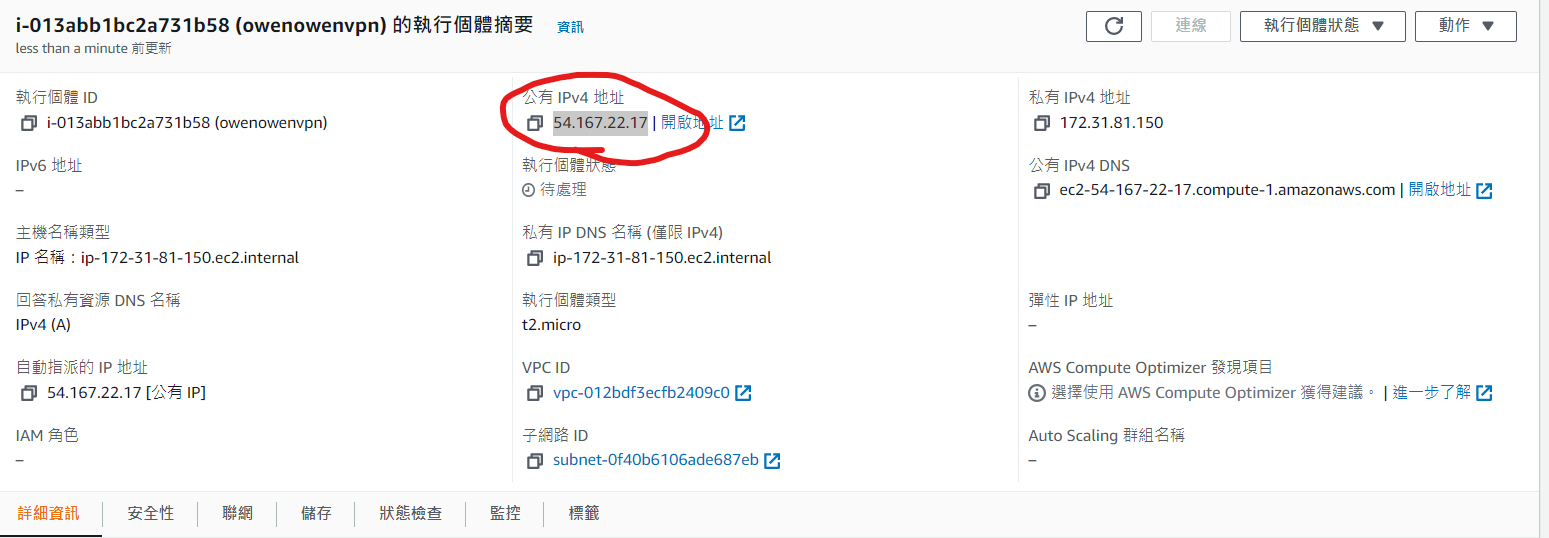 i-013abb1bc2a731b58 (owenowenvpn) 的執行個體摘要 資訊
less than a minute 前更新
連線
執行個體狀態
動作
執行個體 ID
i-013abb1bc2a731b58 (owenowenvpn)
公有 IPv4 地址
54.167.22.17 | 開啟地址
私有 IPv4 地址
172.31.81.150
IPv6 地址
–
執行個體狀態
待處理
公有 IPv4 DNS
ec2-54-167-22-17.compute-1.amazonaws.com | 開啟地址
主機名稱類型
IP 名稱：ip-172-31-81-150.ec2.internal
私有 IP DNS 名稱 (僅限 IPv4)
ip-172-31-81-150.ec2.internal
回答私有資源 DNS 名稱
IPv4 (A)
執行個體類型
t2.micro
彈性 IP 地址
–
自動指派的 IP 地址
54.167.22.17 [公有 IP]
VPC ID
vpc-012bdf3ecfb2409c0
AWS Compute Optimizer 發現項目
選擇使用 AWS Compute Optimizer 獲得建議。 | 進一步了解
IAM 角色
–
子網路 ID
subnet-0f40b6106ade687eb
Auto Scaling 群組名稱
–
詳細資訊
安全性
聯網
儲存
狀態檢查
監控
標籤